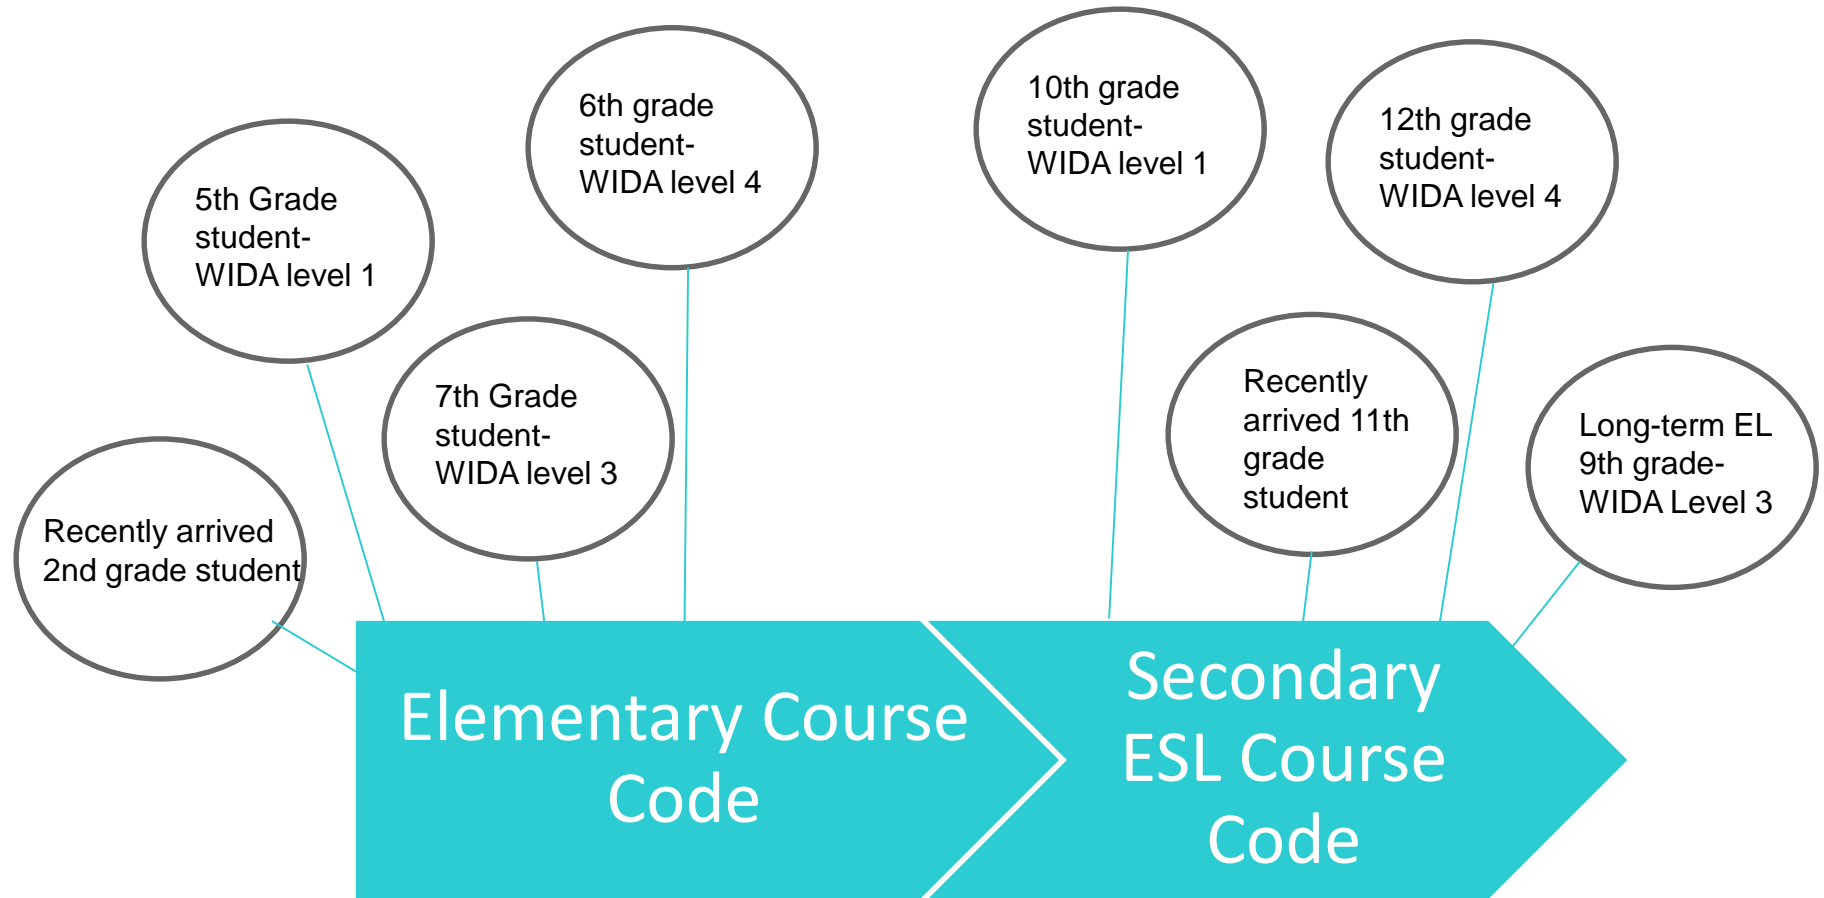 5th Grade
student-
WIDA level 1
6th grade
student-
WIDA level 4
10th grade
student-
WIDA level 1
12th grade
student-
WIDA level 4
Recently arrived
2nd grade student
7th Grade
student-
WIDA level 3
Recently
arrived 11th
grade
student
Long-term EL
9th grade-
WIDA Level 3
Elementary Course
Code
Secondary
ESL Course
Code